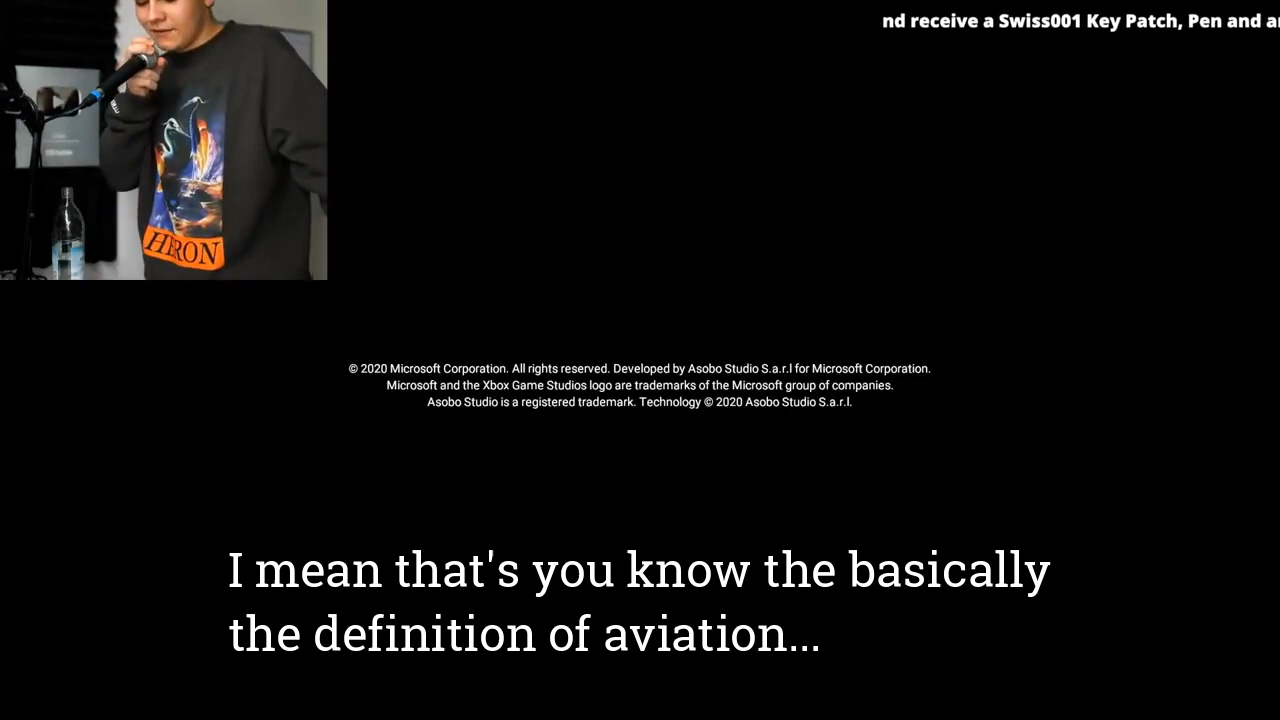 nd receive a Swiss001 Key Patch, Pen and a
HERON
© 2020 Microsoft Corporation. All rights reserved. Developed by Asobo Studio S.a.r.l for Microsoft Corporation.
Microsoft and the Xbox Game Studios logo are trademarks of the Microsoft group of companies.
Asobo Studio is a registered trademark. Technology © 2020 Asobo Studio S.a.r.l.
I mean that's you know the basically
the definition of aviation...